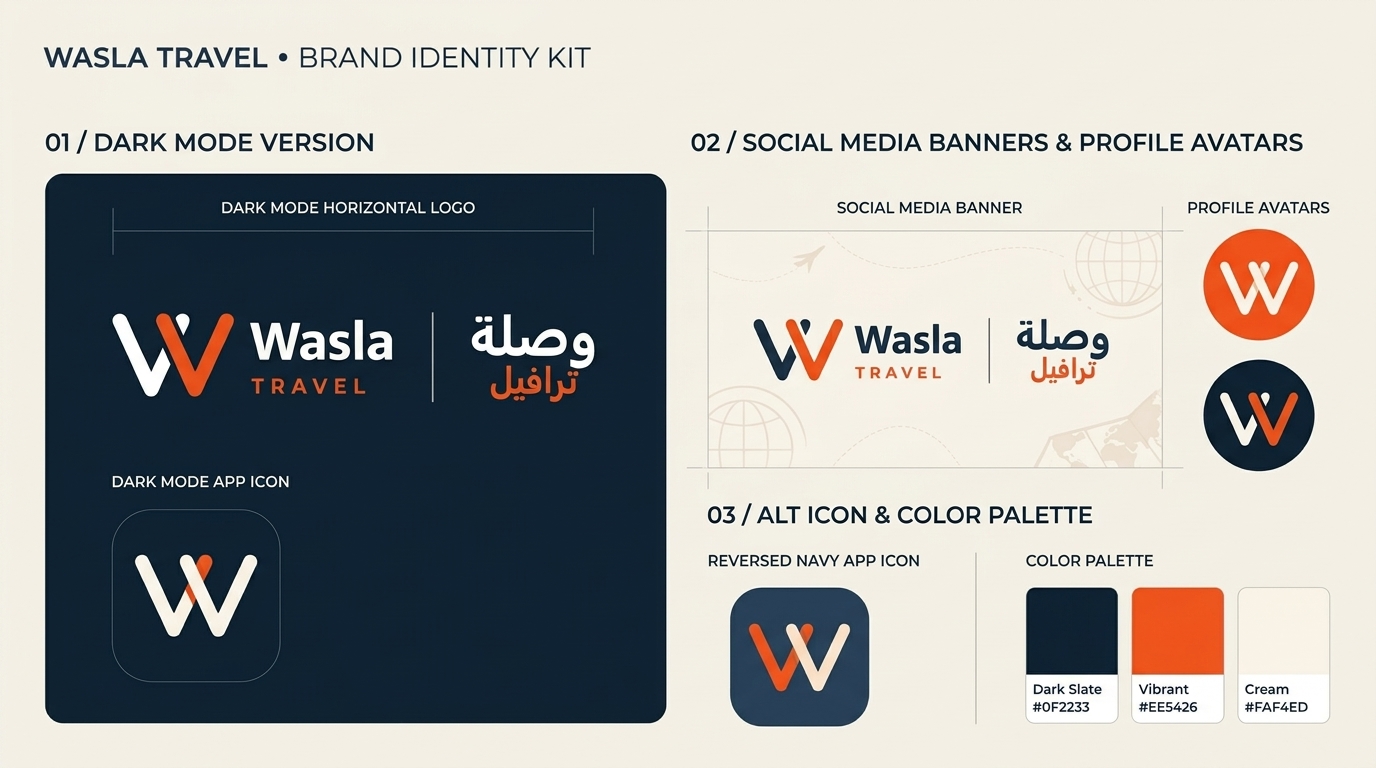 WASLA TRAVEL • BRAND IDENTITY KIT
01 / DARK MODE VERSION
DARK MODE HORIZONTAL LOGO
W Wasla
TRAVEL
وصلة
ترافيل
DARK MODE APP ICON
W
02 / SOCIAL MEDIA BANNERS & PROFILE AVATARS
SOCIAL MEDIA BANNER
W Wasla
TRAVEL
وصلة
ترافيل
PROFILE AVATARS
W
W
03 / ALT ICON & COLOR PALETTE
REVERSED NAVY APP ICON
W
COLOR PALETTE
Dark Slate
#0F2233
Vibrant
#EE5426
Cream
#FAF4ED